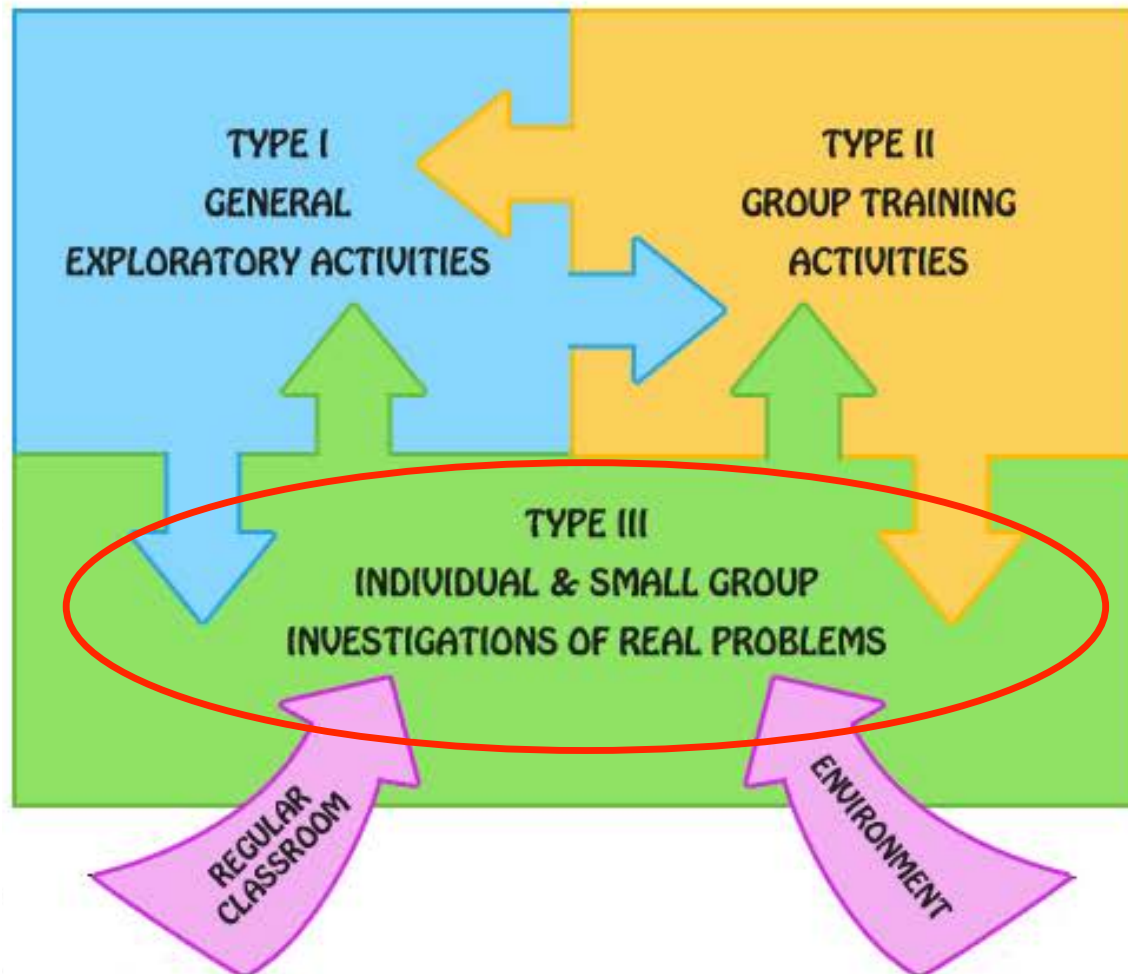 TYPE I
GENERAL
EXPLORATORY ACTIVITIES
TYPE II
GROUP TRAINING
ACTIVITIES
TYPE III
INDIVIDUAL & SMALL GROUP
INVESTIGATIONS OF REAL PROBLEMS
REGULAR
CLASSROOM
ENVIRONMENT